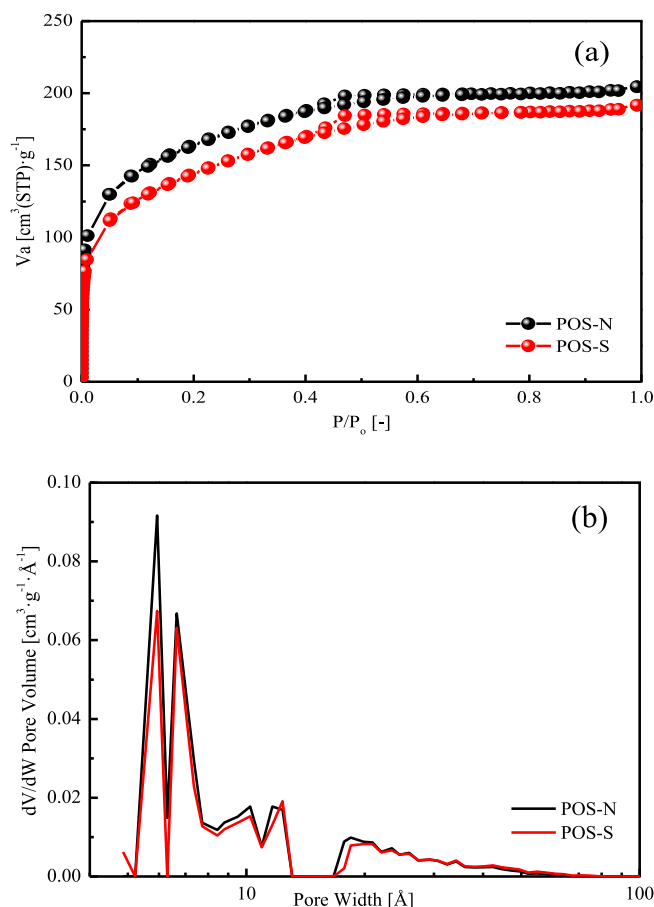 (a)
250
200
150
100
50
0
Va [cm³(STP)·g⁻¹]
POS-N
POS-S
0.0 0.2 0.4 0.6 0.8 1.0
P/Pₒ [-]
(b)
0.10
0.08
0.06
0.04
0.02
0.00
dV/dW Pore Volume [cm³·g⁻¹·Å⁻¹]
POS-N
POS-S
10 100
Pore Width [Å]